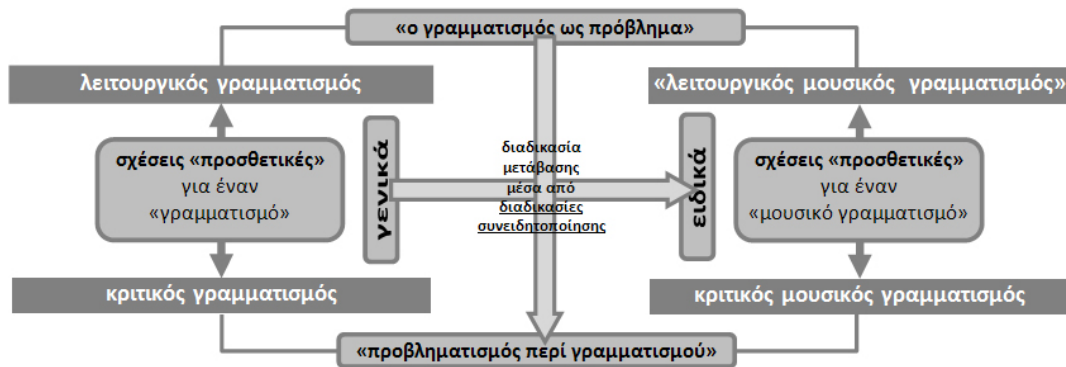 «ο γραμματισμός ως πρόβλημα»
λειτουργικός γραμματισμός
«λειτουργικός μουσικός γραμματισμός»
σχέσεις «προσθετικές»
για έναν
«γραμματισμό»
γενικά
διαδικασία
μετάβασης
μέσα από
διαδικασίες
συνειδητοποίησης
ειδικά
σχέσεις «προσθετικές»
για έναν
«μουσικό γραμματισμό»
κριτικός γραμματισμός
κριτικός μουσικός γραμματισμός
«προβληματισμός περί γραμματισμού»